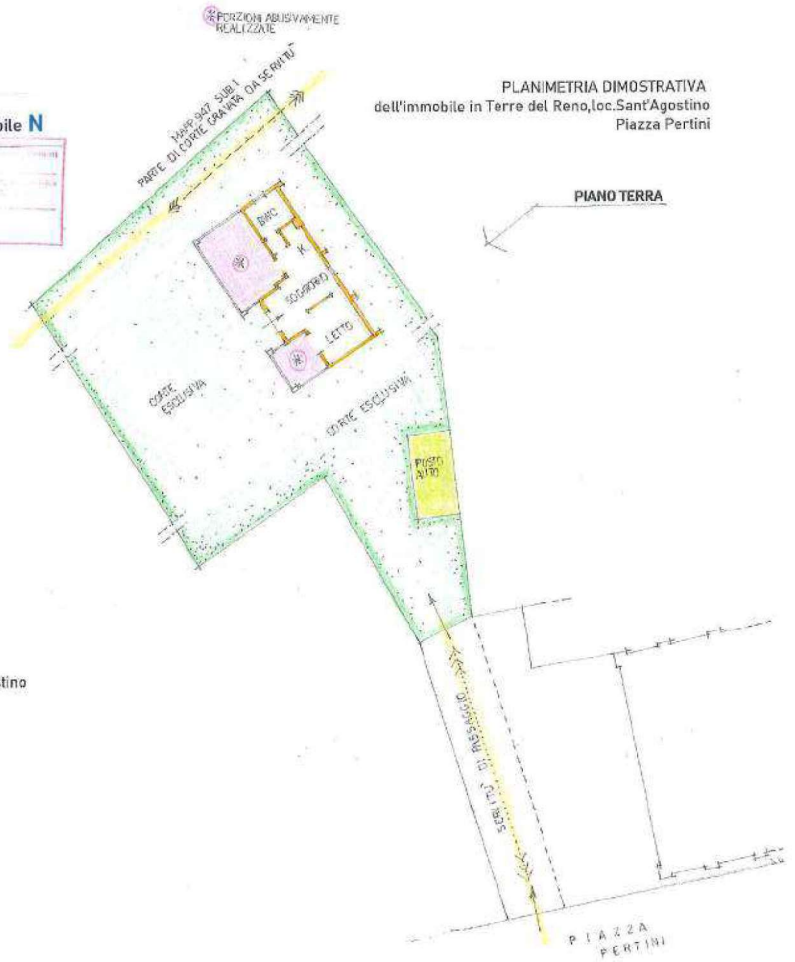 PORZIONI ABUSIVAMENTE
REALIZZATE
PLANIMETRIA DIMOSTRATIVA
dell'immobile in Terre del Reno,loc.Sant'Agostino
Piazza Pertini
bile N
MAPP.947 SUB.1
PARTE DI CORTE GRAVATA DA SERVITU'
PIANO TERRA
BWC
K
SOGGIORNO
LETTO
CORTE
ESCLUSIVA
CORTE ESCLUSIVA
POSTO
AUTO
tino
SERVITU' DI PASSAGGIO
PIAZZA
PERTINI